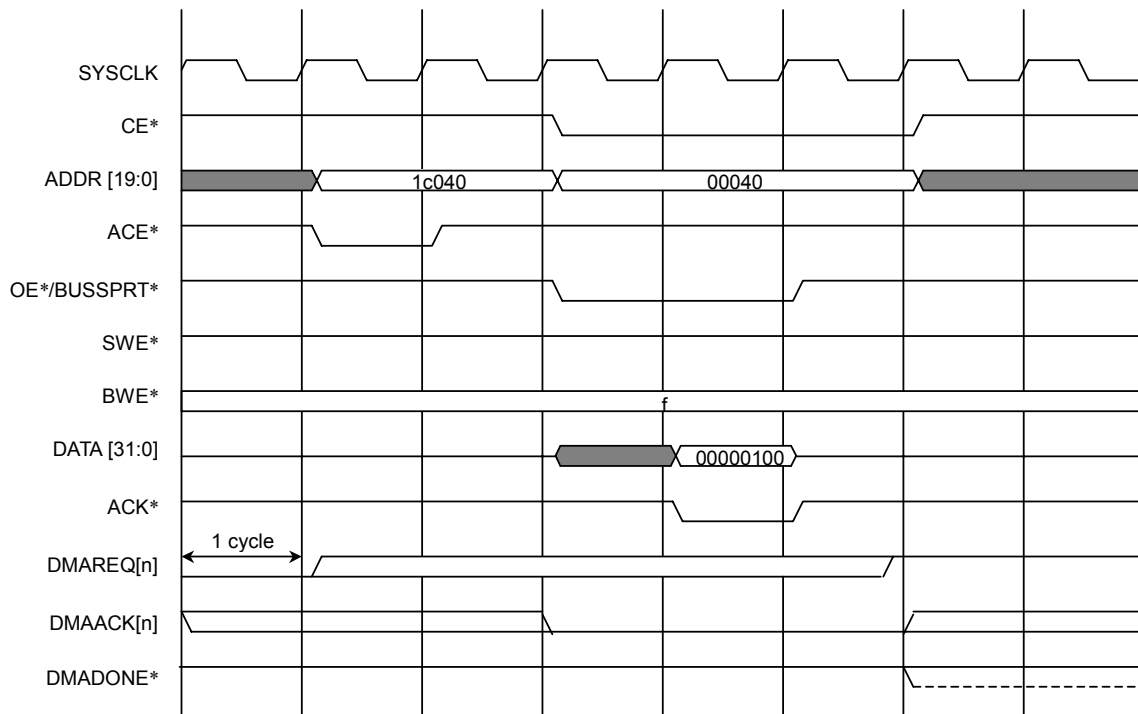 SYSCLK
CE*
ADDR [19:0]
1c040
00040
ACE*
OE*/BUSSPRT*
SWE*
BWE*
f
DATA [31:0]
00000100
ACK*
1 cycle
DMAREQ[n]
DMAACK[n]
DMADONE*